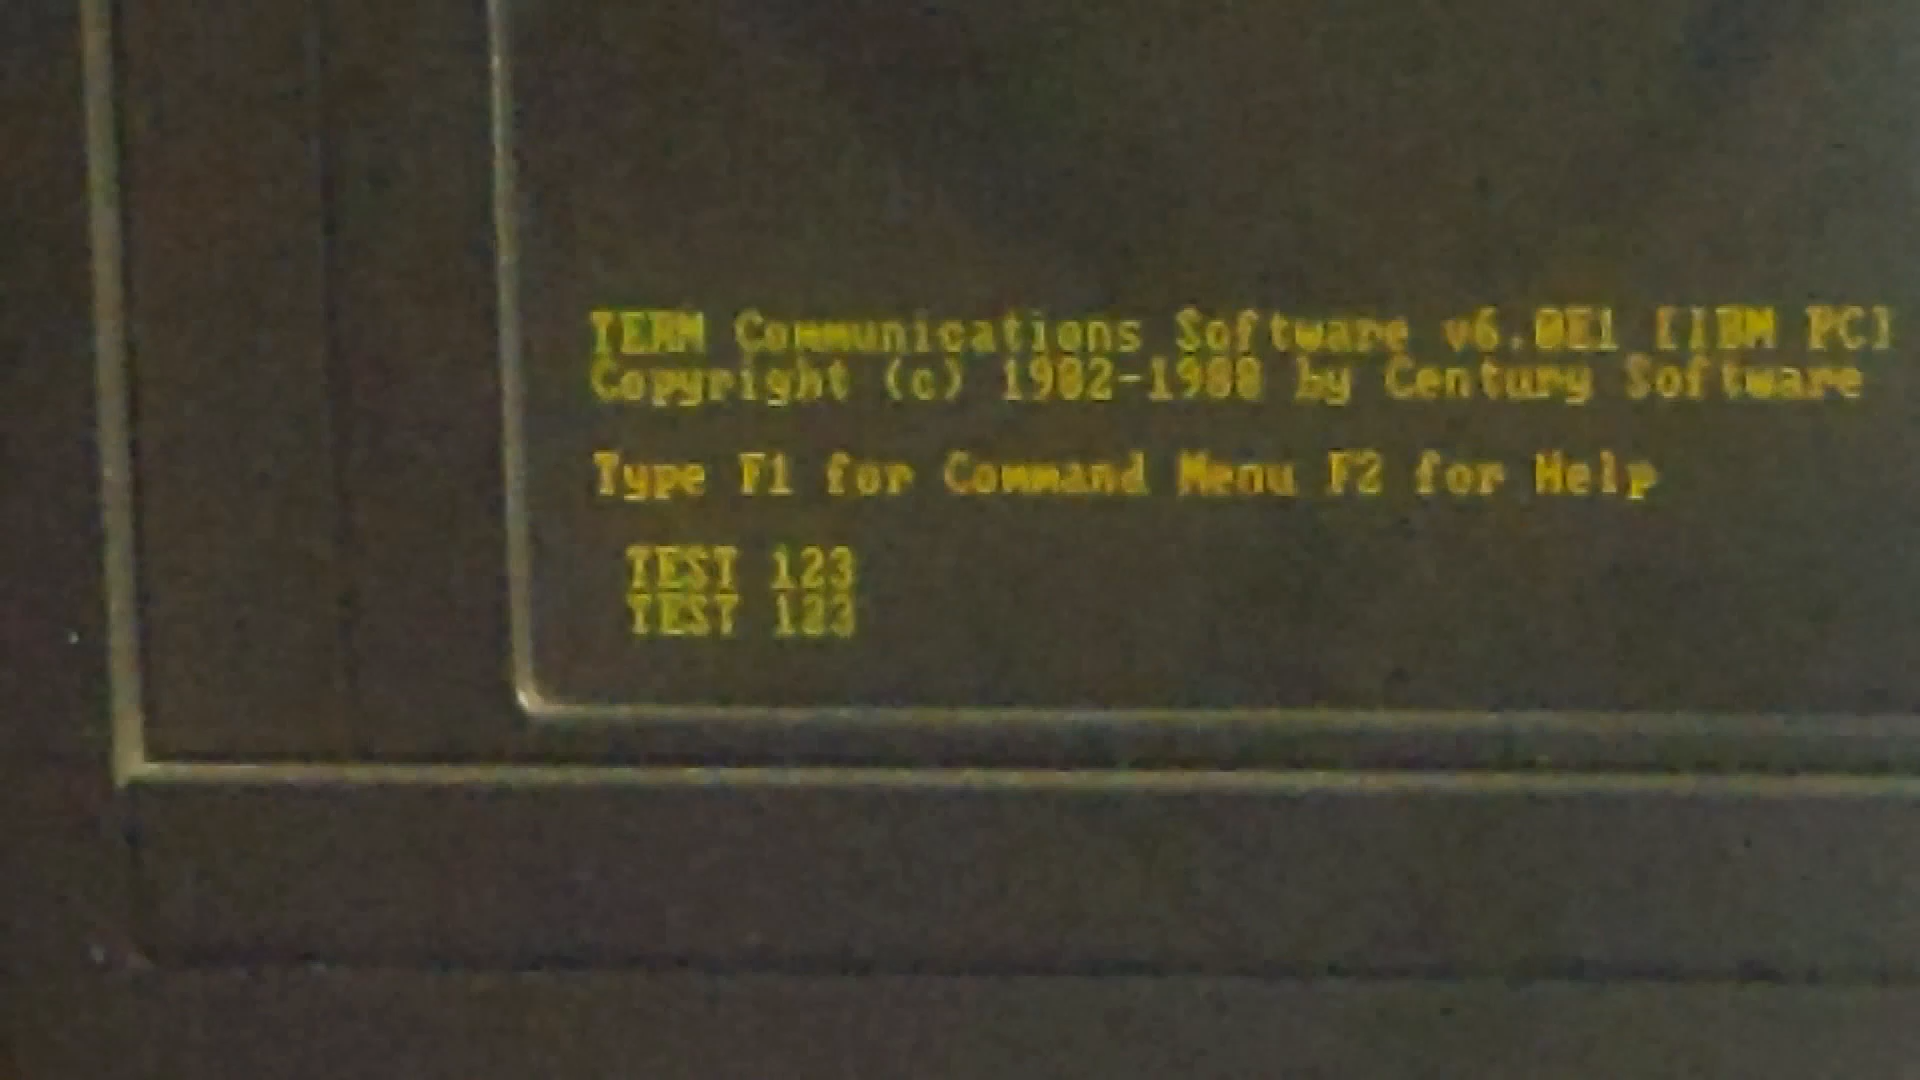 TERM Communications Software v6.0E1 [IBM PC]
Copyright (c) 1982-1988 by Century Software
Type F1 for Command Menu F2 for Help
TEST 123
TEST 123